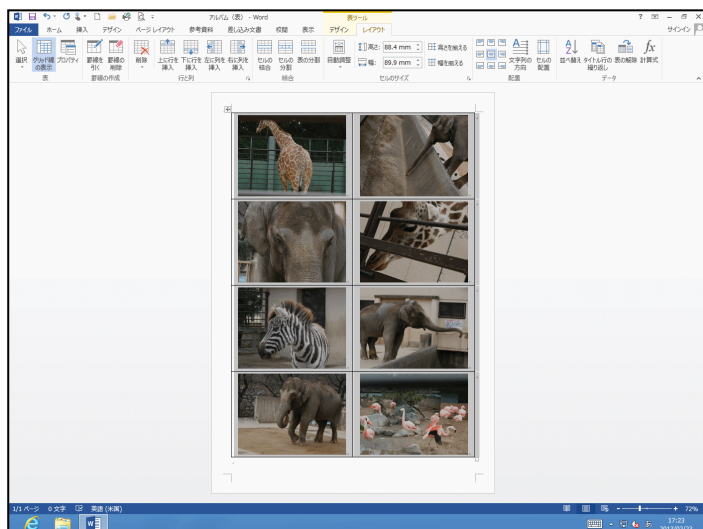 アルバム（表） - Word
表ツール
ファイル ホーム 挿入 デザイン ページ レイアウト 参考資料 差し込み文書 校閲 表示 デザイン レイアウト サインイン
選択 グリッド線の表示 プロパティ 罫線を引く 罫線の削除 削除 上に行を挿入 下に行を挿入 左に列を挿入 右に列を挿入 セルの結合 セルの分割 表の分割 自動調整 高さ: 88.4 mm 高さを揃える 幅: 89.9 mm 幅を揃える 文字列の方向 セルの配置 並べ替え タイトル行の繰り返し 表の解除 計算式
表 罫線の作成 行と列 結合 セルのサイズ 配置 データ
1/1 ページ 0 文字 英語 (米国) 72%
17:23